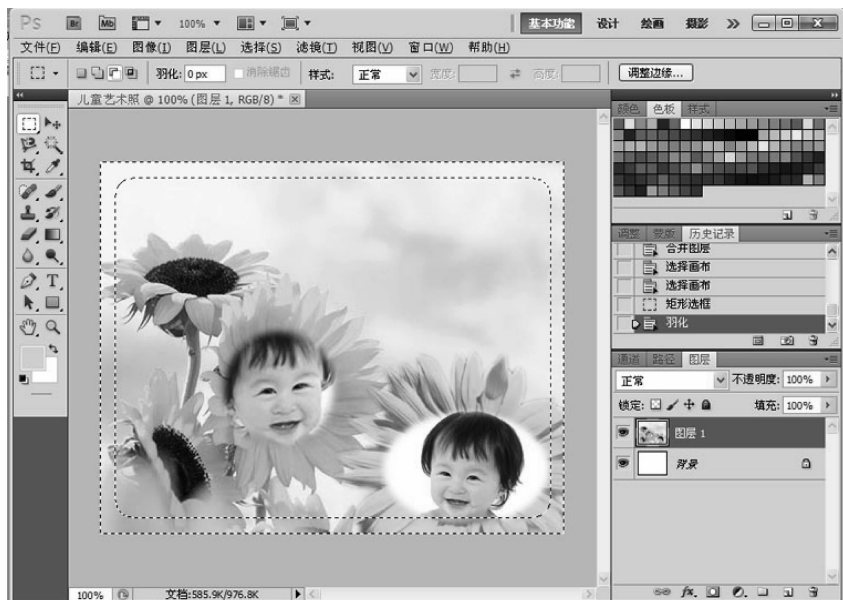 Ps Br Mb 100% 基本功能 设计 绘画 摄影 >>
文件(F) 编辑(E) 图像(I) 图层(L) 选择(S) 滤镜(T) 视图(V) 窗口(W) 帮助(H)
羽化: 0 px 消除锯齿 样式: 正常 宽度: 高度: 调整边缘...
儿童艺术照 @ 100% (图层 1, RGB/8) *
颜色 色板 样式
调整 蒙版 历史记录
合并图层
选择画布
选择画布
矩形选框
羽化
通道 路径 图层
正常 不透明度: 100%
锁定: 填充: 100%
图层 1
背景
100% 文档:585.9K/976.8K